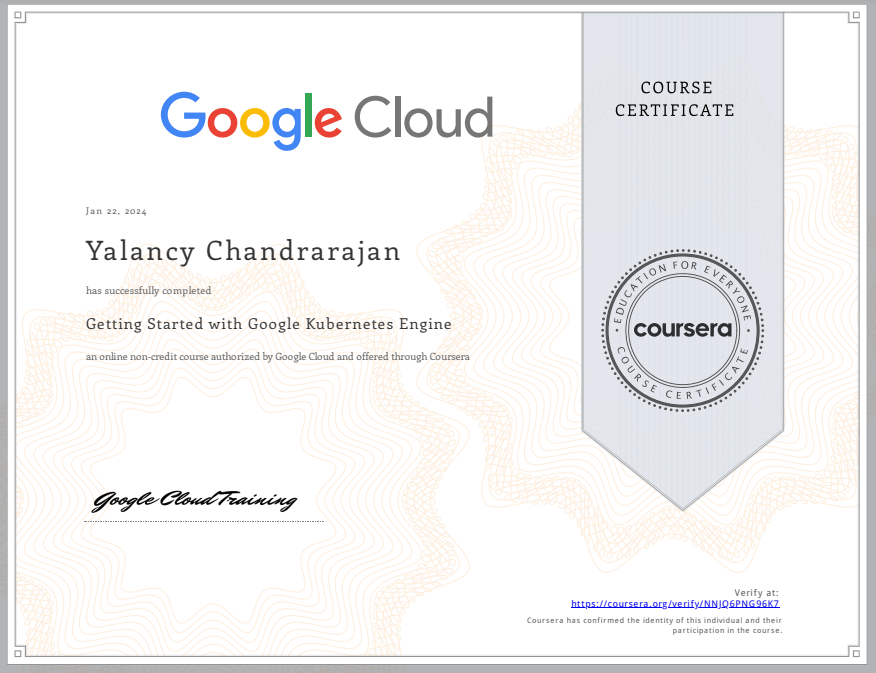 Google Cloud
COURSE
CERTIFICATE
Jan 22, 2024
Yalancy Chandrarajan
has successfully completed
Getting Started with Google Kubernetes Engine
an online non-credit course authorized by Google Cloud and offered through Coursera
EDUCATION FOR EVERYONE
coursera
COURSE CERTIFICATE
Google Cloud Training
Verify at:
https://coursera.org/verify/NNJQ6PNG96K7
Coursera has confirmed the identity of this individual and their
participation in the course.